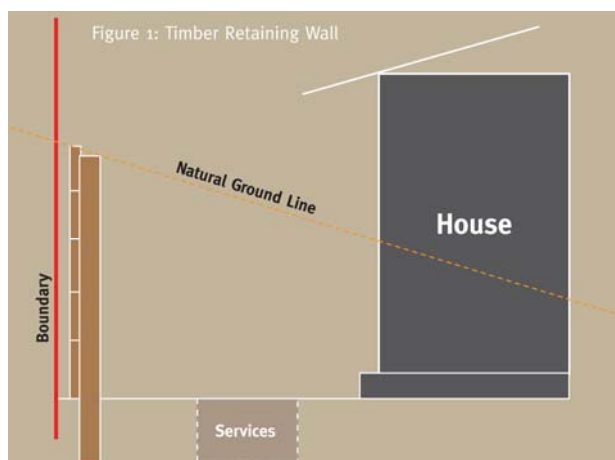 Figure 1: Timber Retaining Wall
Natural Ground Line
House
Boundary
Services